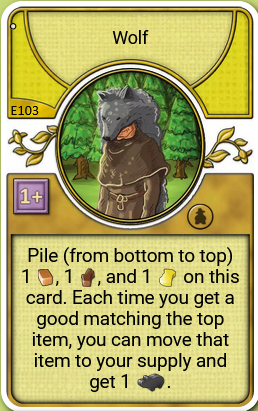 Wolf
E103
1+
Pile (from bottom to top)
1 , 1 , and 1 on this
card. Each time you get a
good matching the top
item, you can move that
item to your supply and
get 1 .